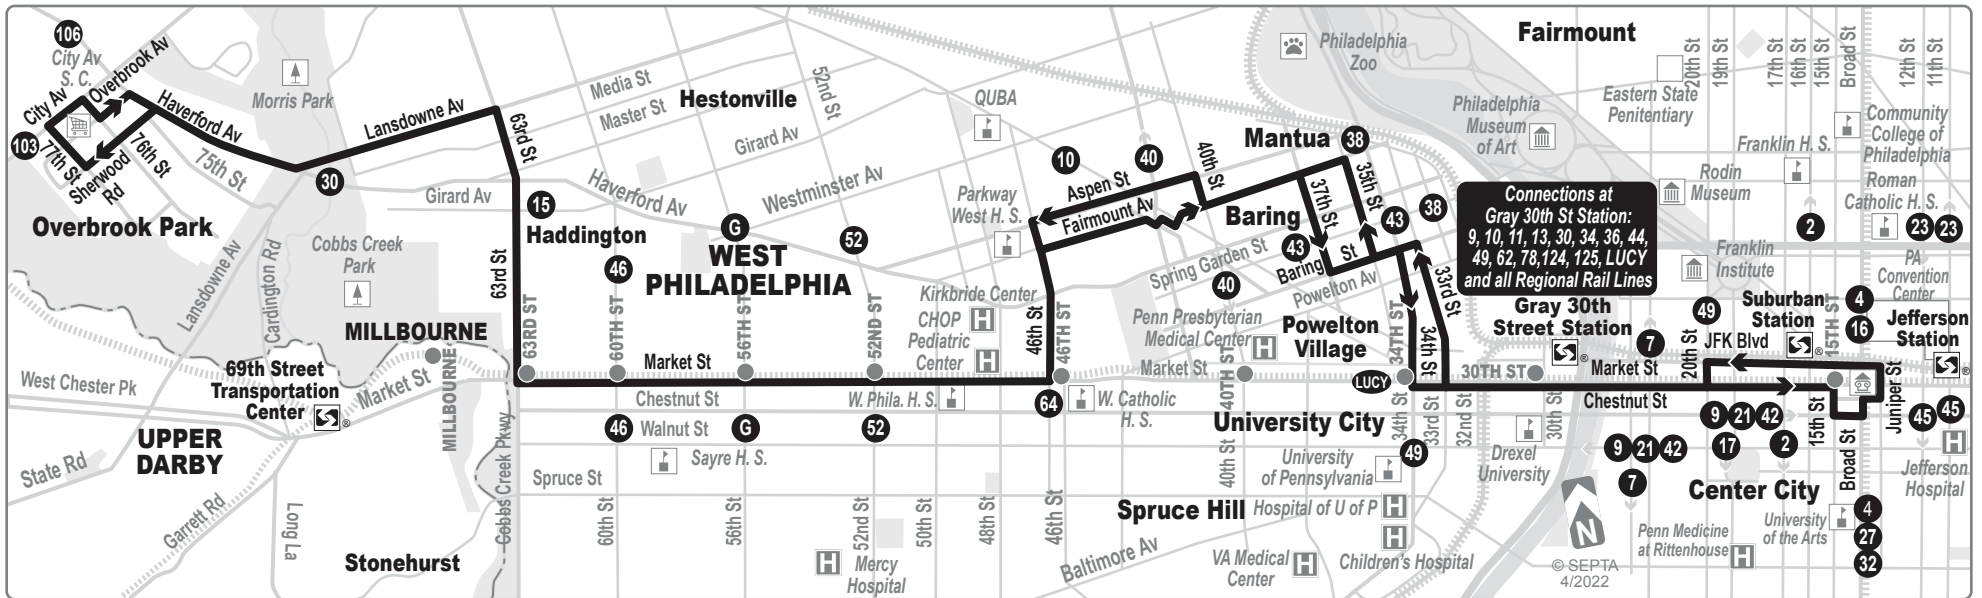 106
City Av
S. C.
City Av
Overbrook Av
103
77th St
Sherwood
Rd
76th St
75th St
Haverford Av
Morris Park
Lansdowne Av
30
Overbrook Park
63rd St
Media St
Master St
Girard Av
52nd St
Hestonville
Girard Av
Haverford Av
Westminster Av
15
Haddington
G
WEST
PHILADELPHIA
52
46
63rd St
Cobbs Creek
Park
Lansdowne Av
Cardington Rd
MILLBOURNE
MILLBOURNE
69th Street
Transportation
Center
®
Market St
West Chester Pk
UPPER
DARBY
State Rd
Garrett Rd
Long La
Stonehurst
Cobbs Creek Pkwy
63RD ST
60TH ST
56TH ST
52ND ST
Market St
Chestnut St
Walnut St
46
G
52
Sayre H. S.
Spruce St
60th St
56th St
52nd St
50th St
48th St
46th St
Mercy
Hospital
W. Phila. H. S.
64
W. Catholic
H. S.
Kirkbride Center
CHOP
Pediatric
Center
46th St
46TH ST
QUBA
Parkway
West H. S.
10
40
Aspen St
Fairmount Av
40th St
Mantua
38
35th St
37th St
Baring
43
43
38
Baring
St
Spring Garden St
Powelton Av
40
Penn Presbyterian
Medical Center
Powelton
Village
Market St
40TH ST
34TH ST
33rd St
34th St
LUCY
University City
40th St
34th St
33rd St
32nd St
30th St
49
University
of Pennsylvania
Drexel
University
Spruce Hill
Hospital of U of P
Baltimore Av
VA Medical
Center
Children's Hospital
© SEPTA
4/2022
N
Philadelphia
Zoo
Fairmount
Philadelphia
Museum
of Art
Eastern State
Penitentiary
20th St
19th St
17th St
16th St
15th St
Broad St
12th St
11th St
Community
College of
Philadelphia
Franklin H. S.
Roman
Catholic H. S.
Rodin
Museum
2
23
23
Connections at
Gray 30th St Station:
9, 10, 11, 13, 30, 34, 36, 44,
49, 62, 78,124, 125, LUCY
and all Regional Rail Lines
Franklin
Institute
PA
Convention
Center
Gray 30th
Street Station
®
30TH ST
7
49
Suburban
Station
®
15TH ST
4
16
Jefferson
Station
®
20th St
JFK Blvd
Market St
Chestnut St
Juniper St
9
21
42
17
2
15th St
Broad St
45
45
9
21
42
7
Center City
Jefferson
Hospital
Penn Medicine
at Rittenhouse
University
of the Arts
4
27
32